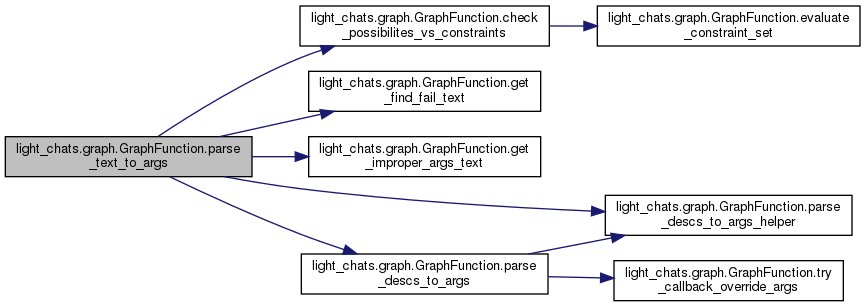 light_chats.graph.GraphFunction.parse
_text_to_args
light_chats.graph.GraphFunction.check
_possibilites_vs_constraints
light_chats.graph.GraphFunction.evaluate
_constraint_set
light_chats.graph.GraphFunction.get
_find_fail_text
light_chats.graph.GraphFunction.get
_improper_args_text
light_chats.graph.GraphFunction.parse
_descs_to_args_helper
light_chats.graph.GraphFunction.parse
_descs_to_args
light_chats.graph.GraphFunction.try
_callback_override_args